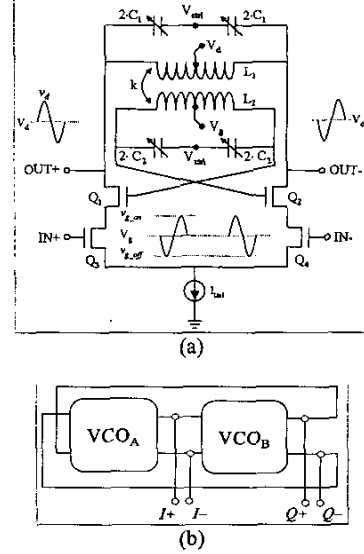 (a)
2·C1 Vctrl 2·C1
Vd
k L1
L2
vd
Vd
Vg
Vd
2·C2 Vctrl 2·C2
OUT+ OUT-
Q1 Q2
vg_on
IN+ Vg IN-
vg_off
Q3 Q4
(a)
VCOA VCOB
I+ I- Q+ Q-
(b)